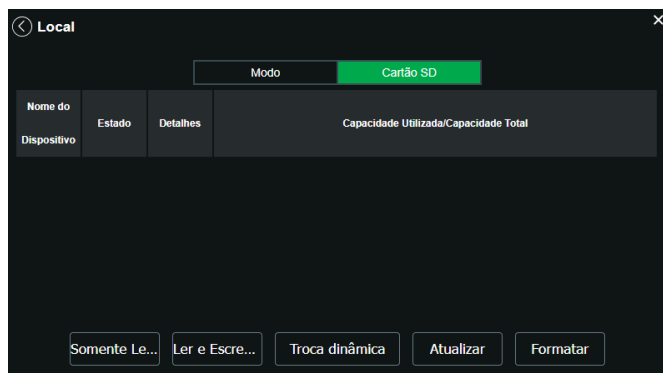 Local
Modo
Cartão SD
Nome do
Dispositivo
Estado
Detalhes
Capacidade Utilizada/Capacidade Total
Somente Le...
Ler e Escre...
Troca dinâmica
Atualizar
Formatar